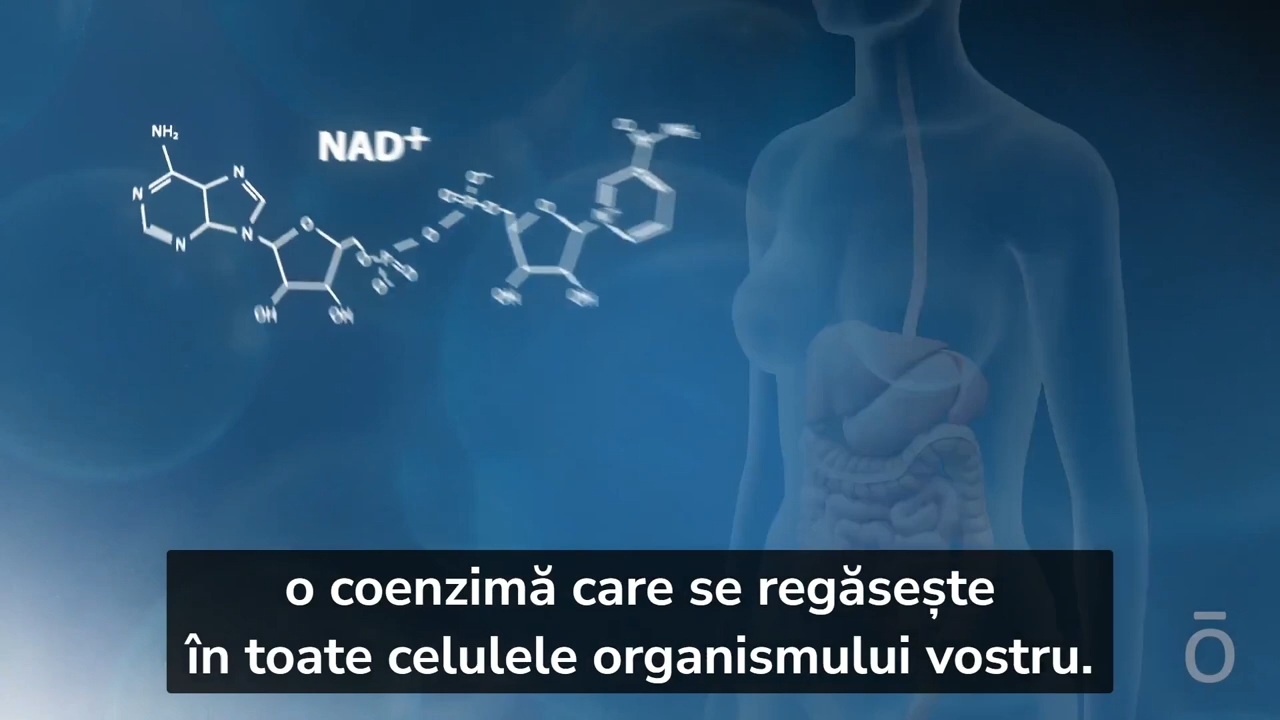 NH₂
NAD⁺
N
N
N
N
O
OH
OH
o coenzimă care se regăsește
în toate celulele organismului vostru.
ō